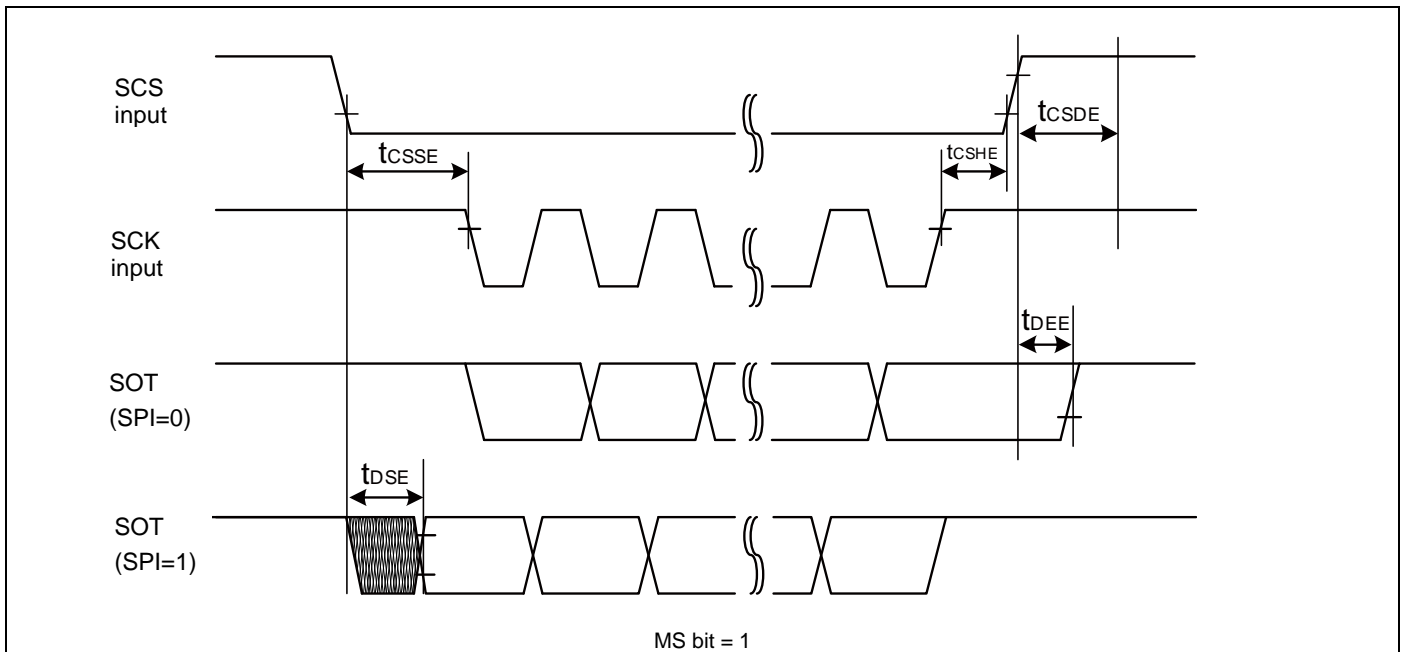 SCS
input
tCSSE
tCSHE
tCSDE
SCK
input
tDEE
SOT
(SPI=0)
tDSE
SOT
(SPI=1)
MS bit = 1